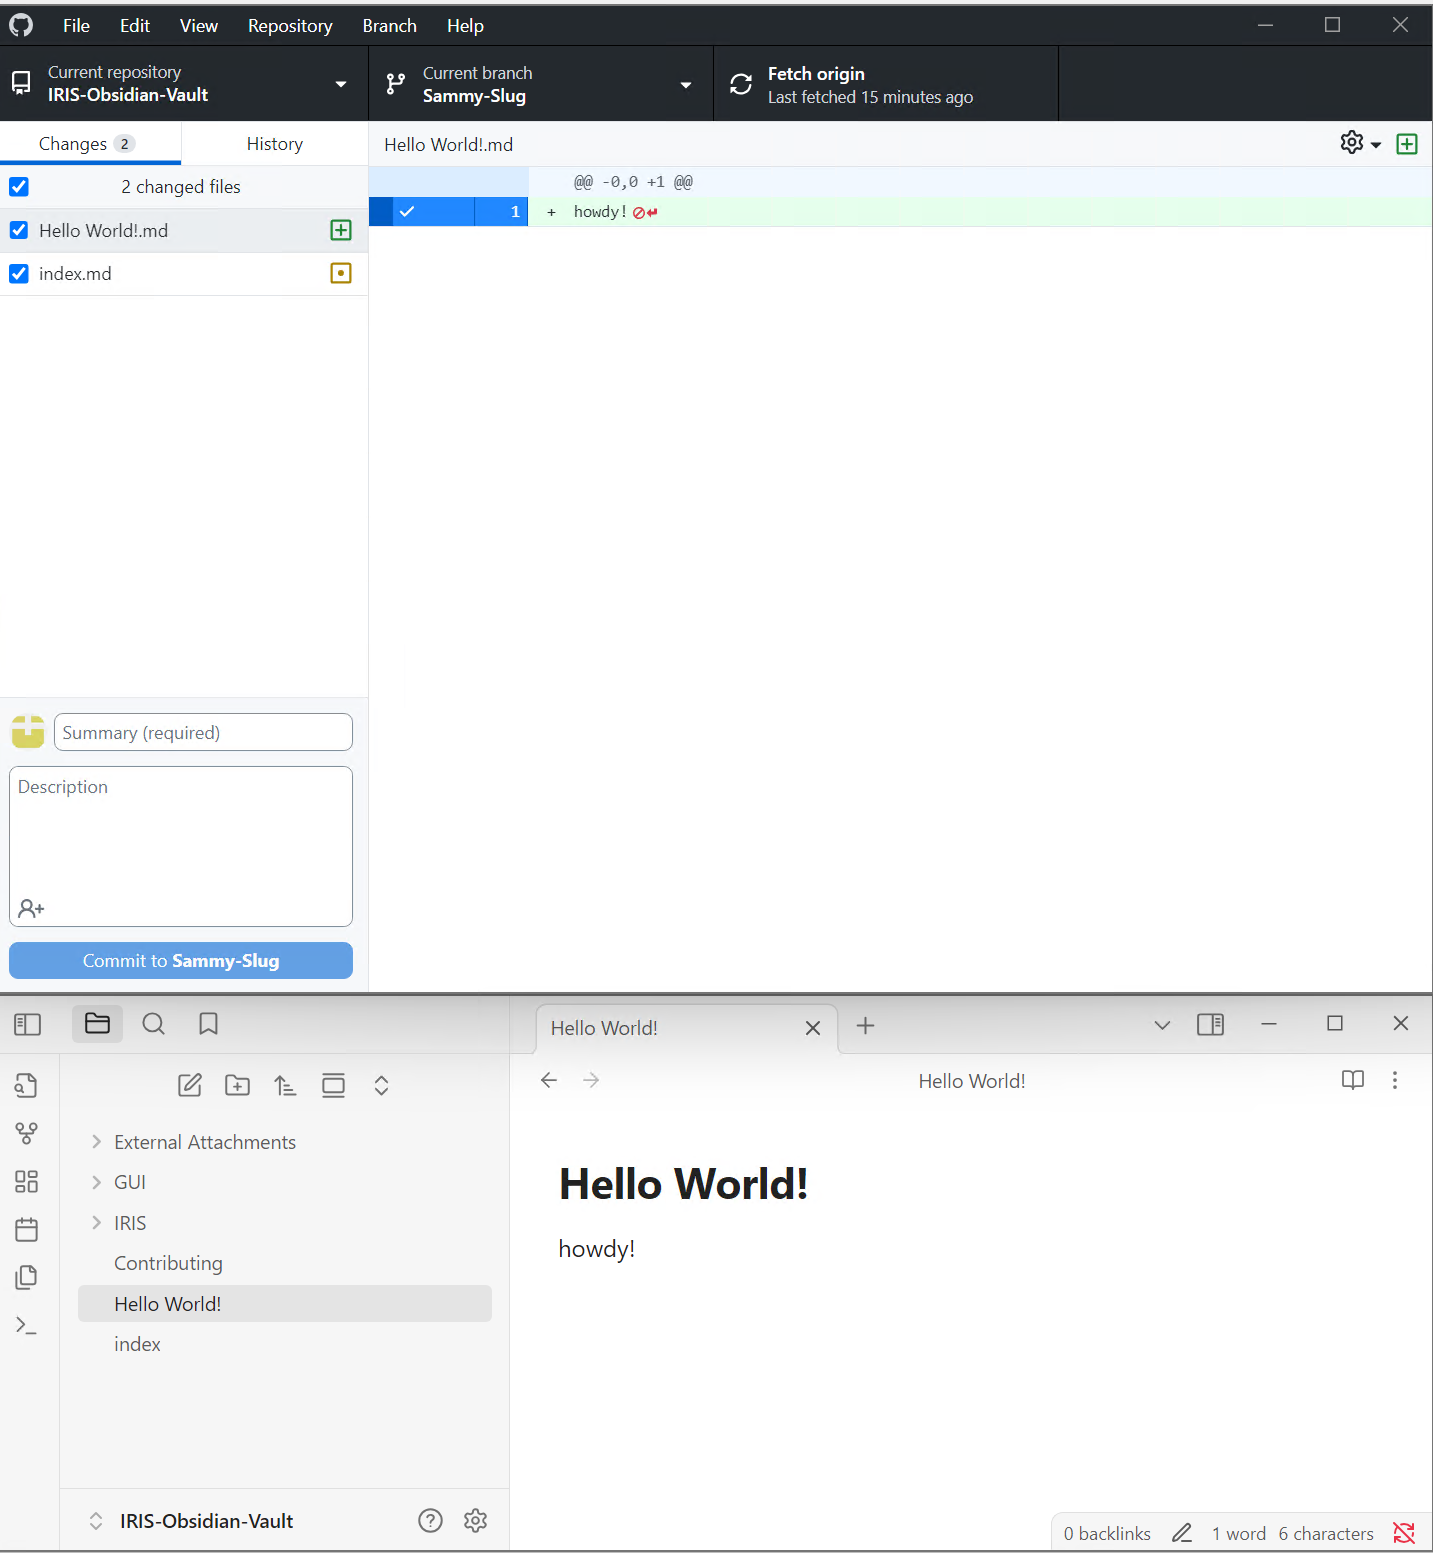 File Edit View Repository Branch Help
Current repository
IRIS-Obsidian-Vault
Current branch
Sammy-Slug
Fetch origin
Last fetched 15 minutes ago
Changes 2
History
Hello World!.md
2 changed files
@@ -0,0 +1 @@
1 + howdy!
Hello World!.md
index.md
Summary (required)
Description
Commit to Sammy-Slug
Hello World!
Hello World!
External Attachments
GUI
IRIS
Contributing
Hello World!
index
Hello World!
howdy!
IRIS-Obsidian-Vault
0 backlinks 1 word 6 characters